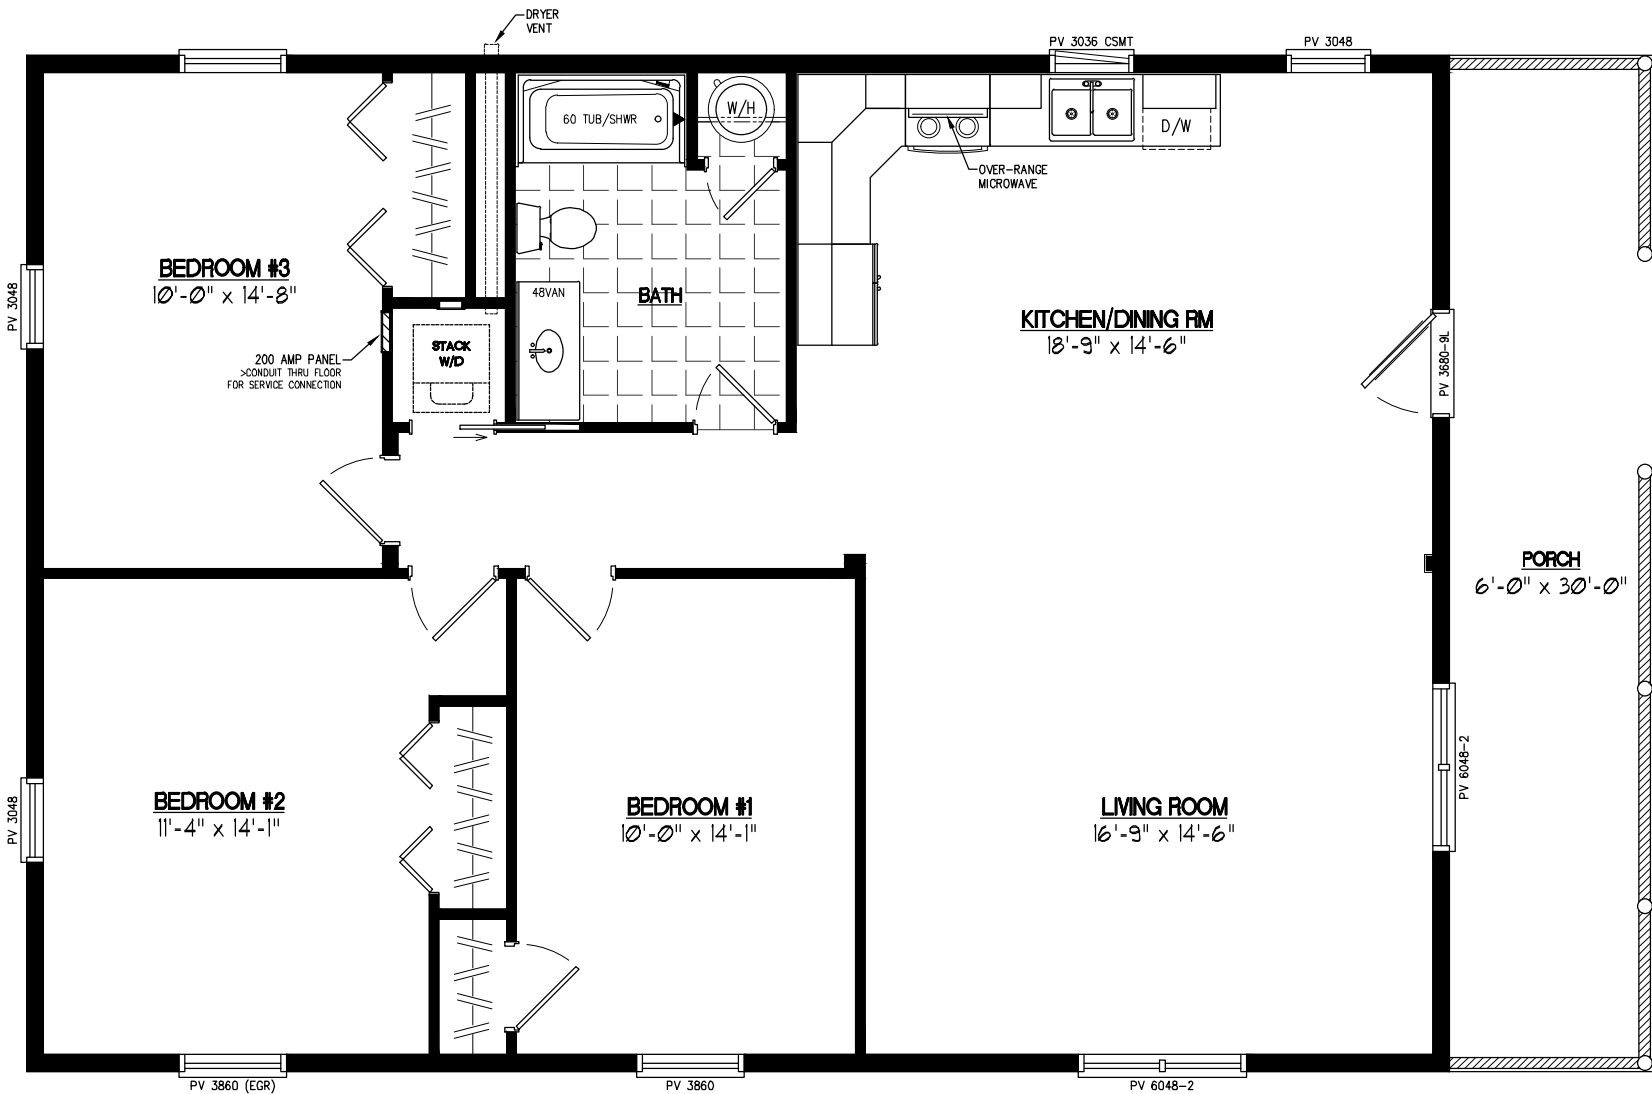 DRYER
VENT
PV 3036 CSMT
PV 3048
60 TUB/SHWR
W/H
D/W
OVER-RANGE
MICROWAVE
BEDROOM #3
10'-0" x 14'-8"
PV 3048
48VAN
BATH
KITCHEN/DINING RM
18'-9" x 14'-6"
STACK
W/D
200 AMP PANEL
>CONDUIT THRU FLOOR
FOR SERVICE CONNECTION
PV 3680-9L
PORCH
6'-0" x 30'-0"
PV 6048-2
BEDROOM #2
11'-4" x 14'-1"
PV 3048
BEDROOM #1
10'-0" x 14'-1"
LIVING ROOM
16'-9" x 14'-6"
PV 3860 (EGR)
PV 3860
PV 6048-2